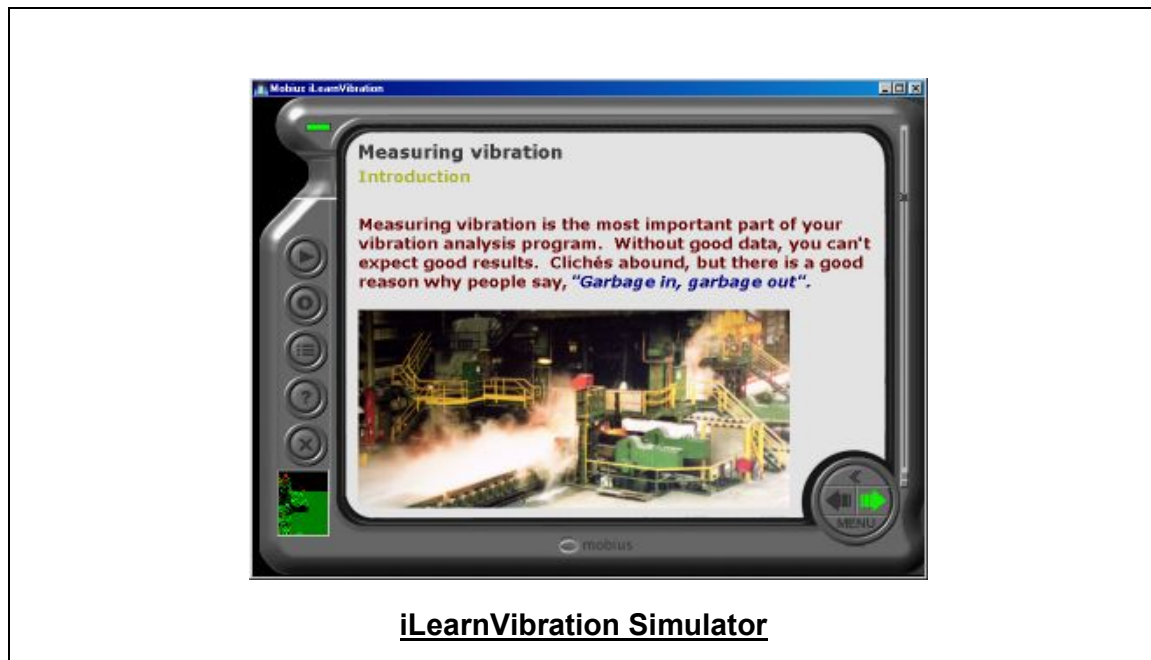 Mobius iLearnVibration
Measuring vibration
Introduction
Measuring vibration is the most important part of your
vibration analysis program.  Without good data, you can't
expect good results.  Clichés abound, but there is a good
reason why people say, "Garbage in, garbage out".
MENU
mobius
iLearnVibration Simulator